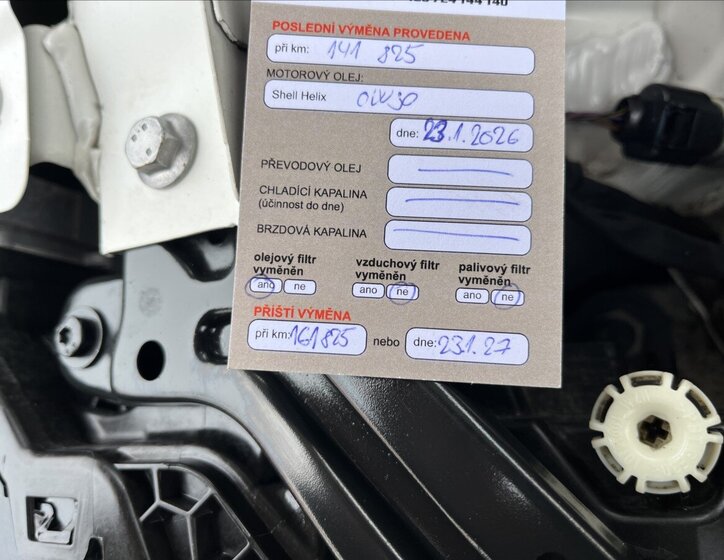 POSLEDNÍ VÝMĚNA PROVEDENA
při km: 141 825
MOTOROVÝ OLEJ:
Shell Helix 0W30
dne: 23.1.2026
PŘEVODOVÝ OLEJ
CHLADÍCÍ KAPALINA
(účinnost do dne)
BRZDOVÁ KAPALINA
olejový filtr vyměněn vzduchový filtr vyměněn palivový filtr vyměněn
ano ne ano ne ano ne
PŘÍŠTÍ VÝMĚNA
při km: 161825 nebo dne: 23.1.27